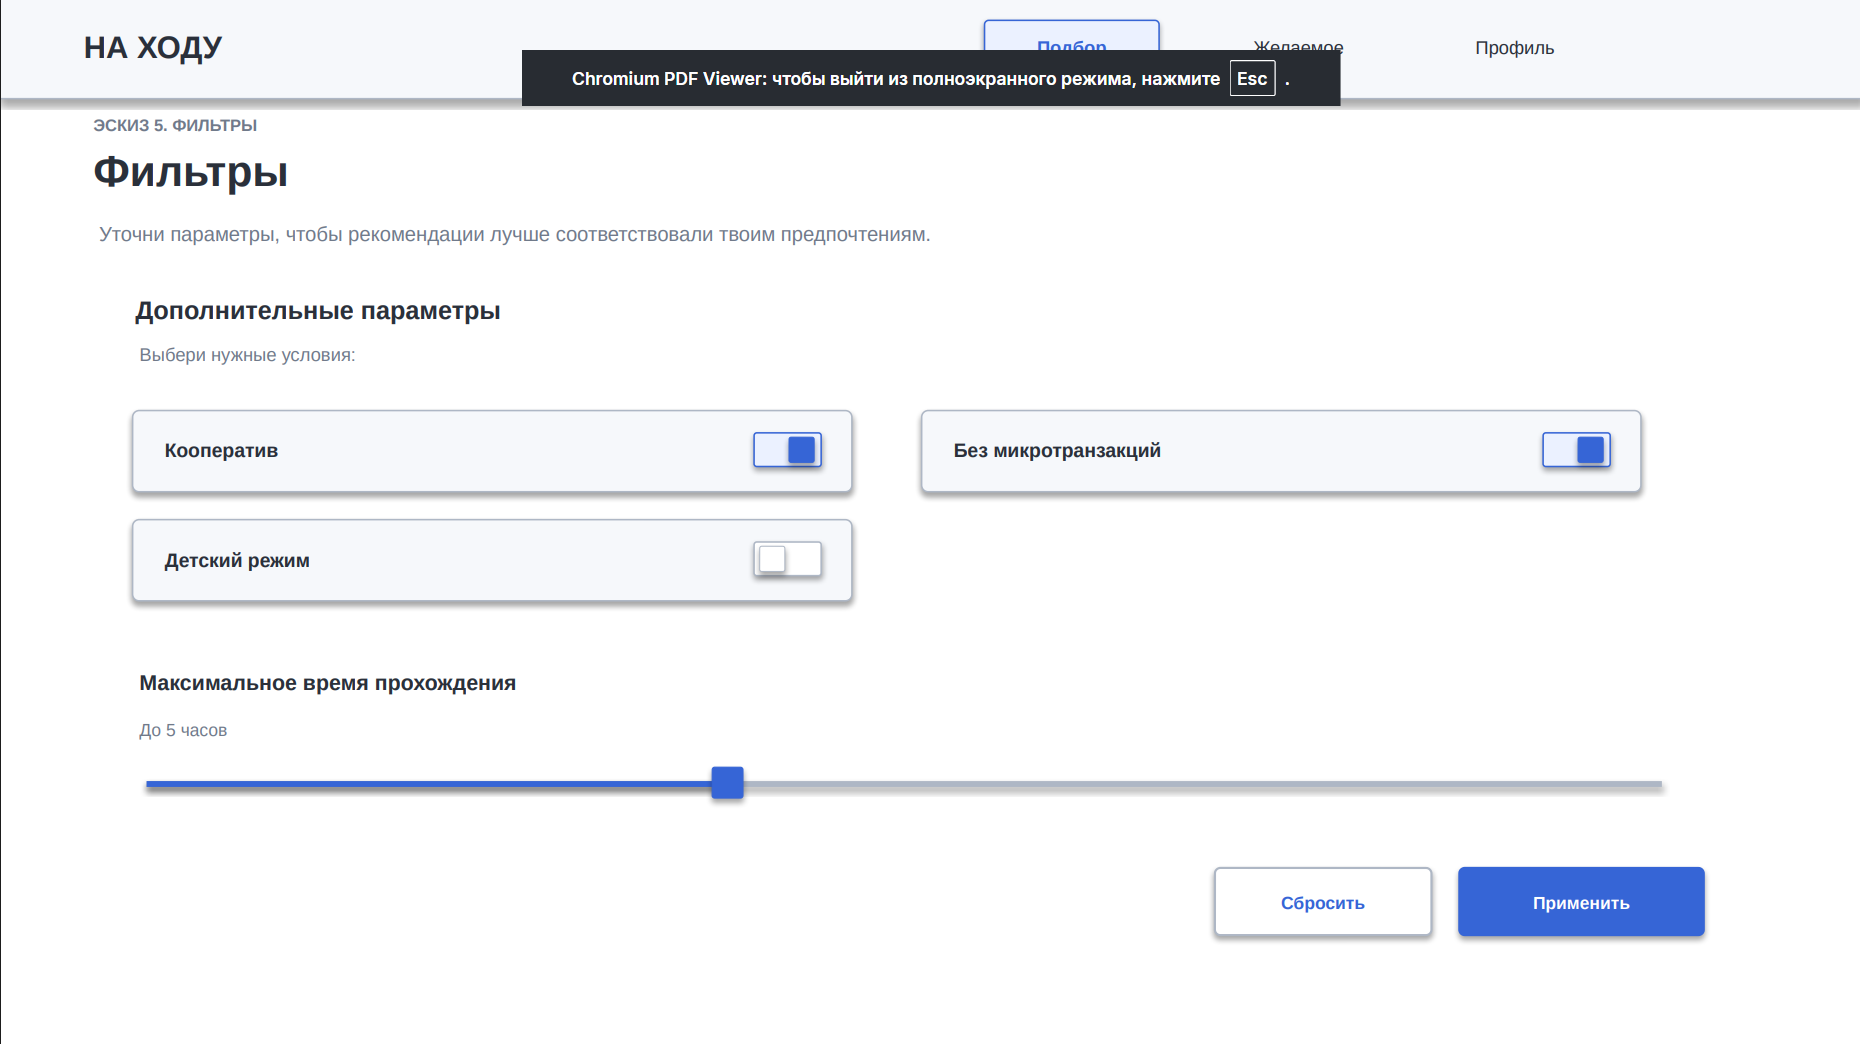 НА ХОДУ
Подбор
Желаемое
Профиль
Chromium PDF Viewer: чтобы выйти из полноэкранного режима, нажмите Esc .
ЭСКИЗ 5. ФИЛЬТРЫ
Фильтры
Уточни параметры, чтобы рекомендации лучше соответствовали твоим предпочтениям.
Дополнительные параметры
Выбери нужные условия:
Кооператив
Без микротранзакций
Детский режим
Максимальное время прохождения
До 5 часов
Сбросить
Применить